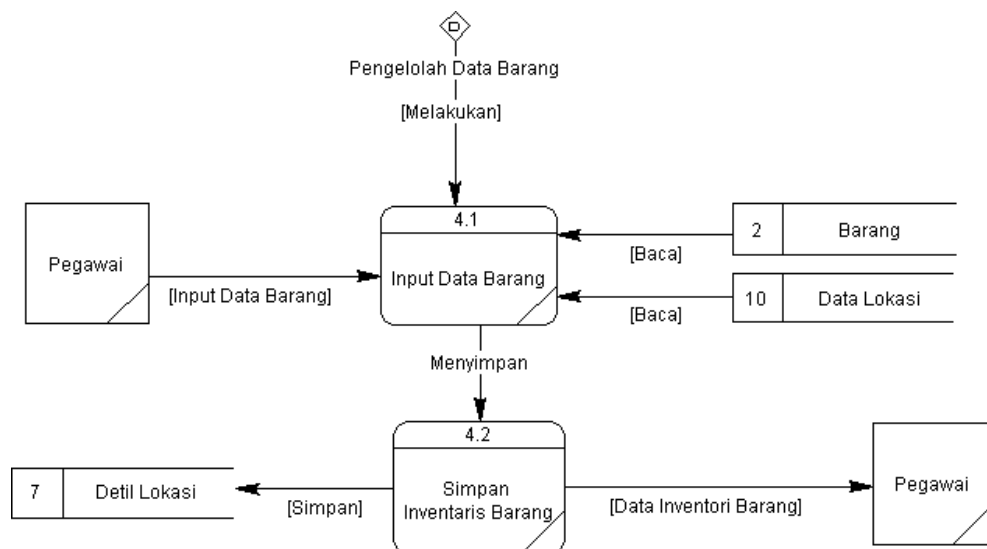 D
Pengelolah Data Barang
[Melakukan]
4.1
Input Data Barang
Pegawai
[Input Data Barang]
2
Barang
[Baca]
10
Data Lokasi
[Baca]
Menyimpan
4.2
Simpan
Inventaris Barang
7
Detil Lokasi
[Simpan]
[Data Inventori Barang]
Pegawai